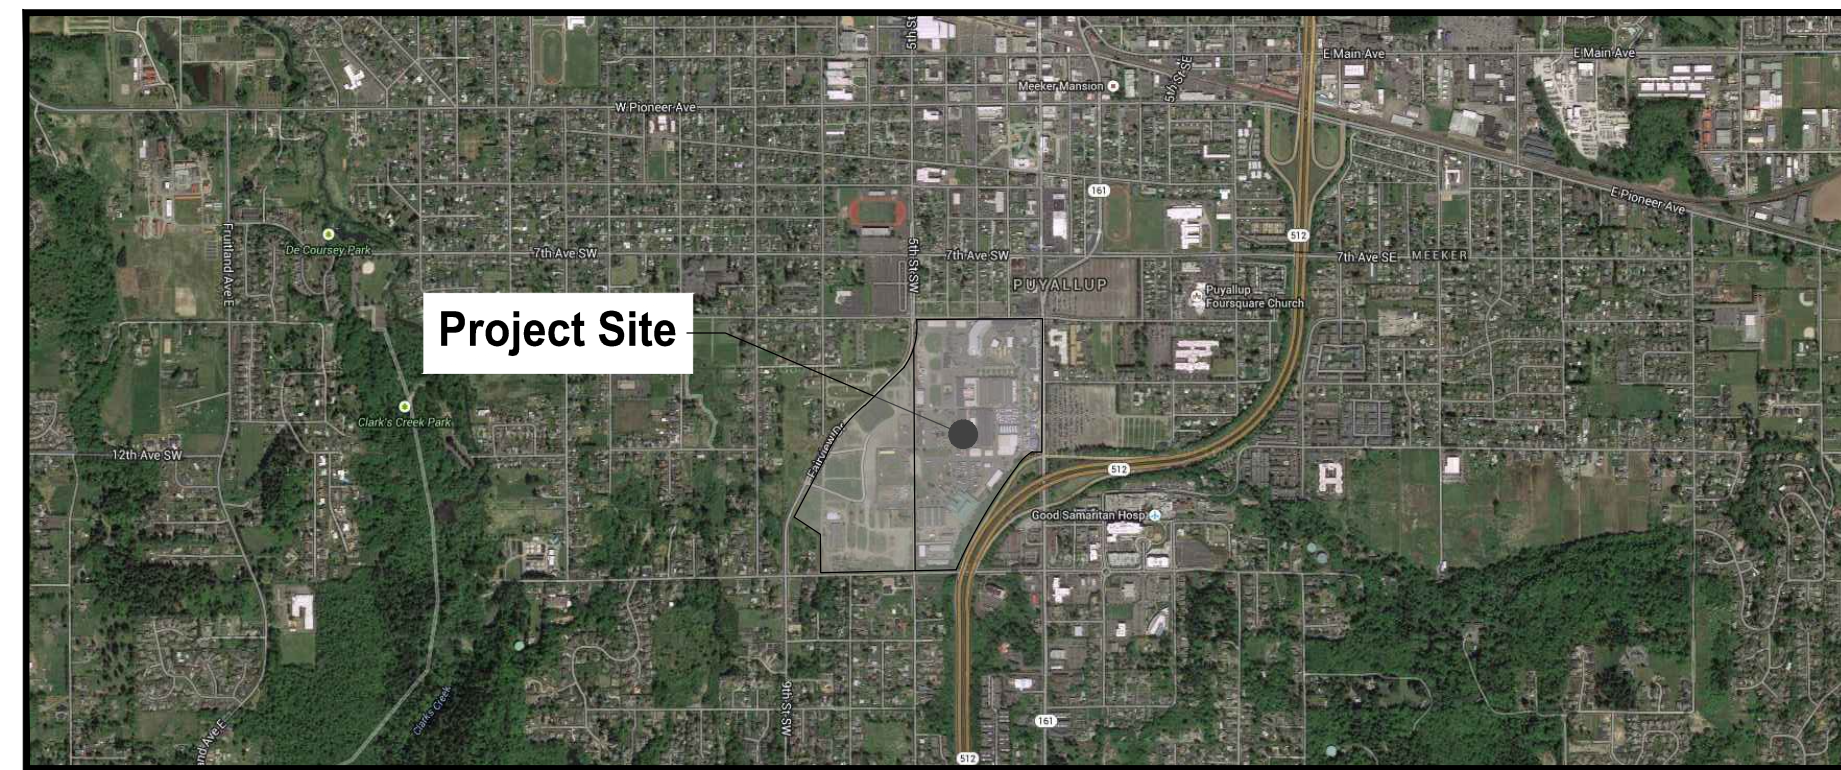 5th St
E Main Ave
E Main Ave
Meeker Mansion
5th St SE
W Pioneer Ave
161
E Pioneer Ave
Fruitland Ave E
De Coursey Park
7th Ave SW
5th St SW
7th Ave SW
512
7th Ave SE
MEEKER
PUYALLUP
Puyallup
Foursquare Church
Project Site
Clark's Creek Park
12th Ave SW
Fairview Dr
512
Good Samaritan Hosp
9th St SW
Clarks Creek
and Ave E
161
512